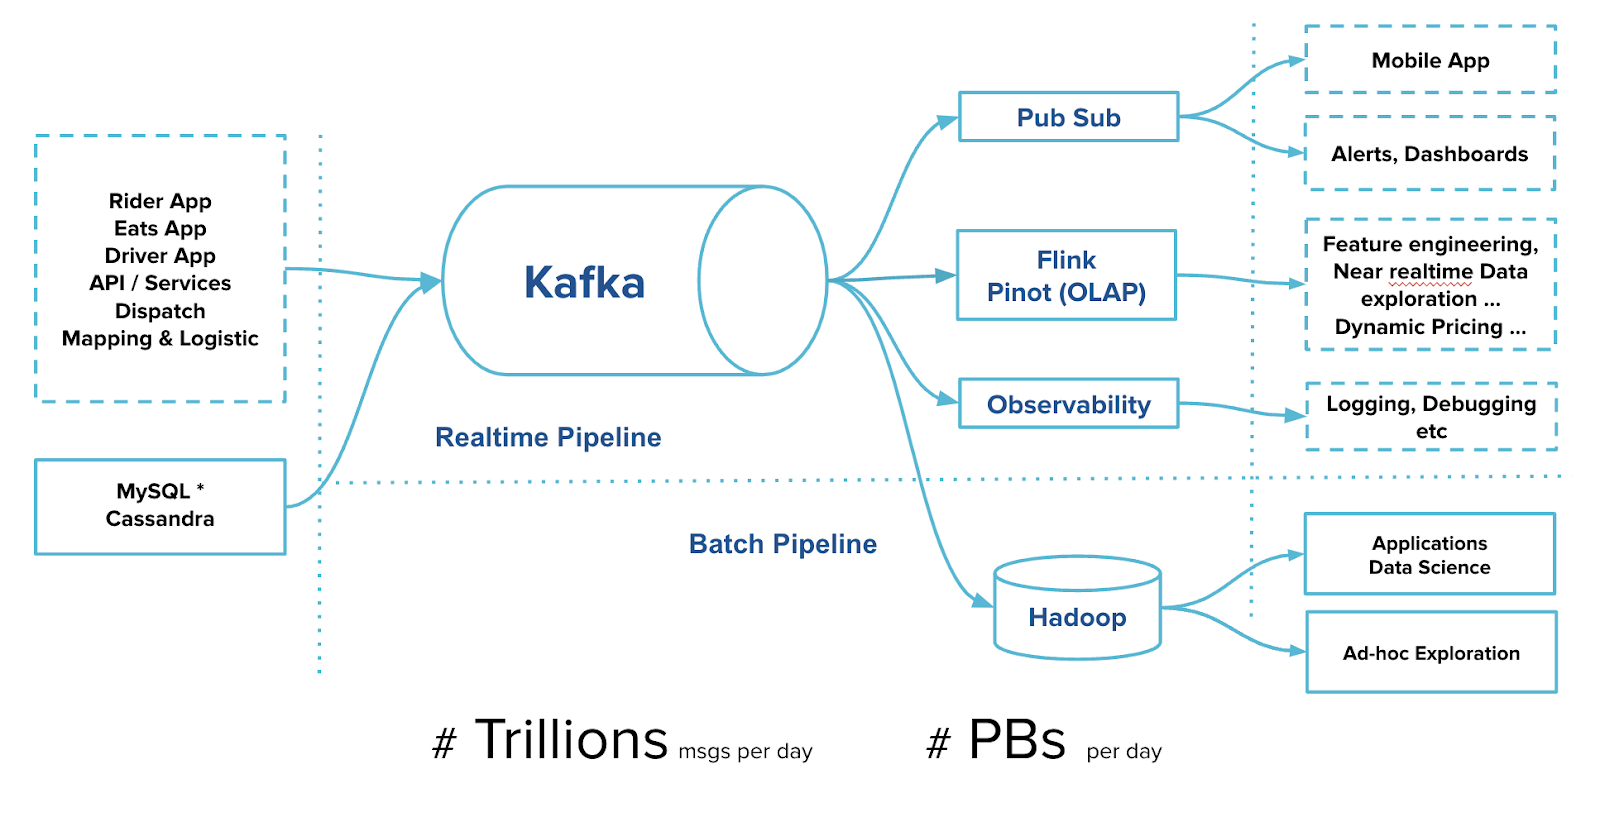 Rider App
Eats App
Driver App
API / Services
Dispatch
Mapping & Logistic
MySQL *
Cassandra
Kafka
Realtime Pipeline
Batch Pipeline
Pub Sub
Flink
Pinot (OLAP)
Observability
Hadoop
Mobile App
Alerts, Dashboards
Feature engineering,
Near realtime Data
exploration ...
Dynamic Pricing ...
Logging, Debugging
etc
Applications
Data Science
Ad-hoc Exploration
# Trillions msgs per day
# PBs per day